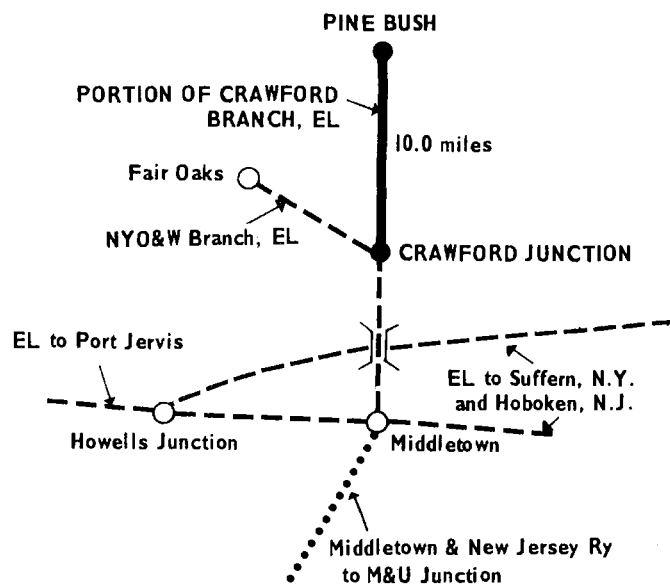 PINE BUSH
PORTION OF CRAWFORD
BRANCH, EL
10.0 miles
Fair Oaks
NYO&W Branch, EL
CRAWFORD JUNCTION
EL to Port Jervis
EL to Suffern, N.Y.
and Hoboken, N.J.
Howells Junction
Middletown
Middletown & New Jersey Ry
to M&U Junction